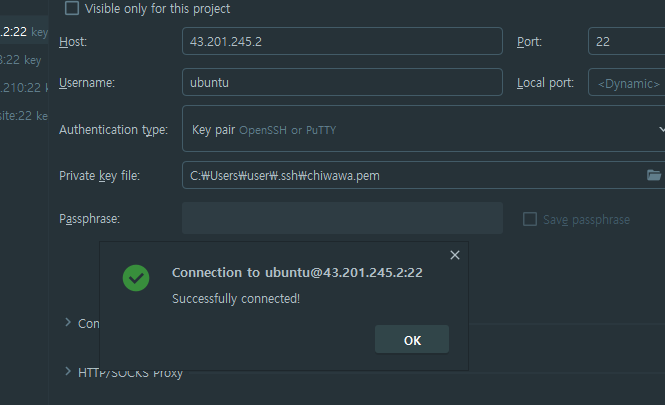 Visible only for this project
.2:22 key
Host:
43.201.245.2
Port:
22
:22 key
Username:
ubuntu
Local port:
<Dynamic>
.210:22
site:22 key
Authentication type:
Key pair OpenSSH or PuTTY
Private key file:
C:₩Users₩user₩.ssh₩chiwawa.pem
Passphrase:
Save passphrase
Connection to ubuntu@43.201.245.2:22
Successfully connected!
Con
OK
HTTP/SOCKS Proxy